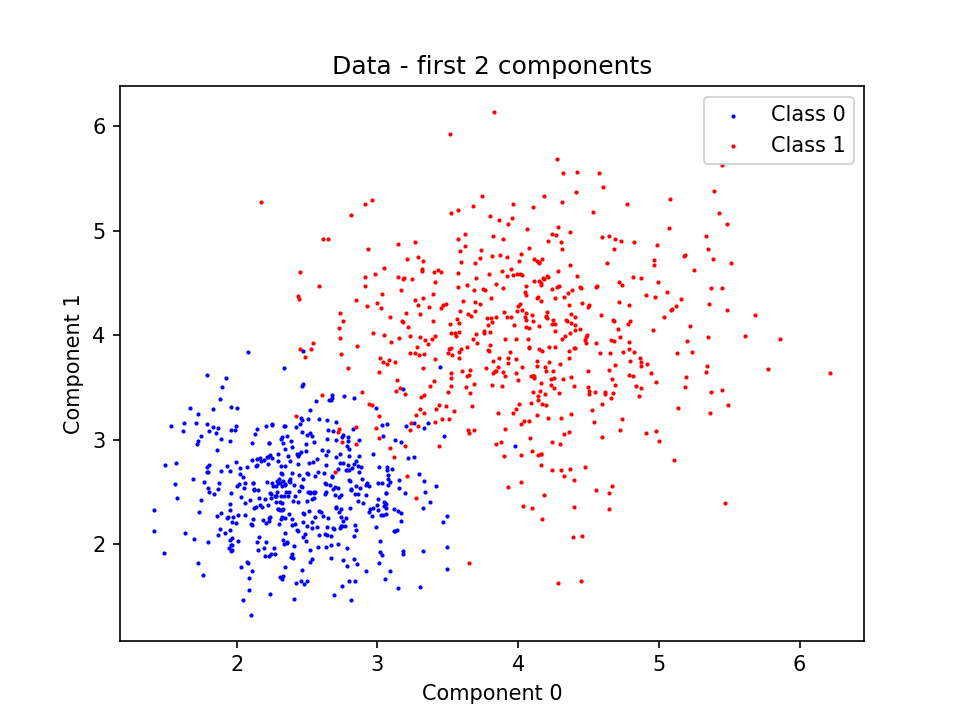 Data - first 2 components
Class 0
Class 1
6
5
4
3
2
Component 1
2 3 4 5 6
Component 0